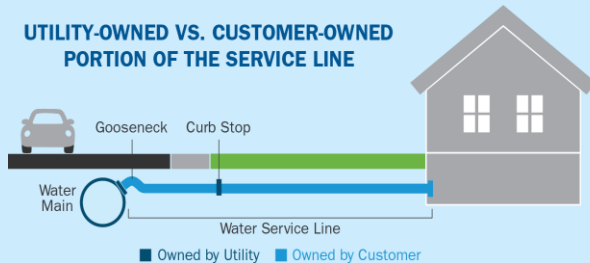 UTILITY-OWNED VS. CUSTOMER-OWNED
PORTION OF THE SERVICE LINE
Gooseneck
Curb Stop
Water
Main
Water Service Line
Owned by Utility
Owned by Customer